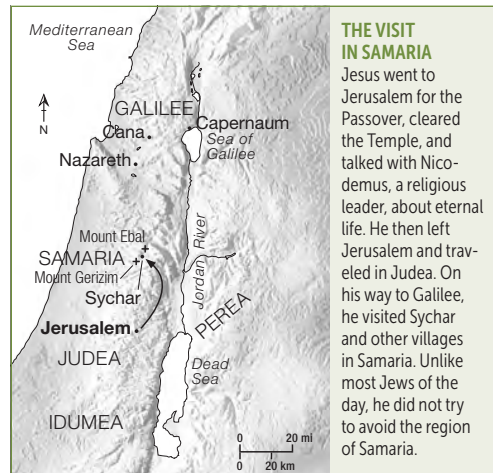 Mediterranean
Sea
N
GALILEE
Cana
Capernaum
Sea of
Galilee
Nazareth
Mount Ebal
SAMARIA
Mount Gerizim
Sychar
Jordan River
PEREA
Jerusalem
JUDEA
Dead
Sea
IDUMEA
0 20 mi
0 20 km
THE VISIT
IN SAMARIA
Jesus went to
Jerusalem for the
Passover, cleared
the Temple, and
talked with Nico-
demus, a religious
leader, about eternal
life. He then left
Jerusalem and trav-
eled in Judea. On
his way to Galilee,
he visited Sychar
and other villages
in Samaria. Unlike
most Jews of the
day, he did not try
to avoid the region
of Samaria.